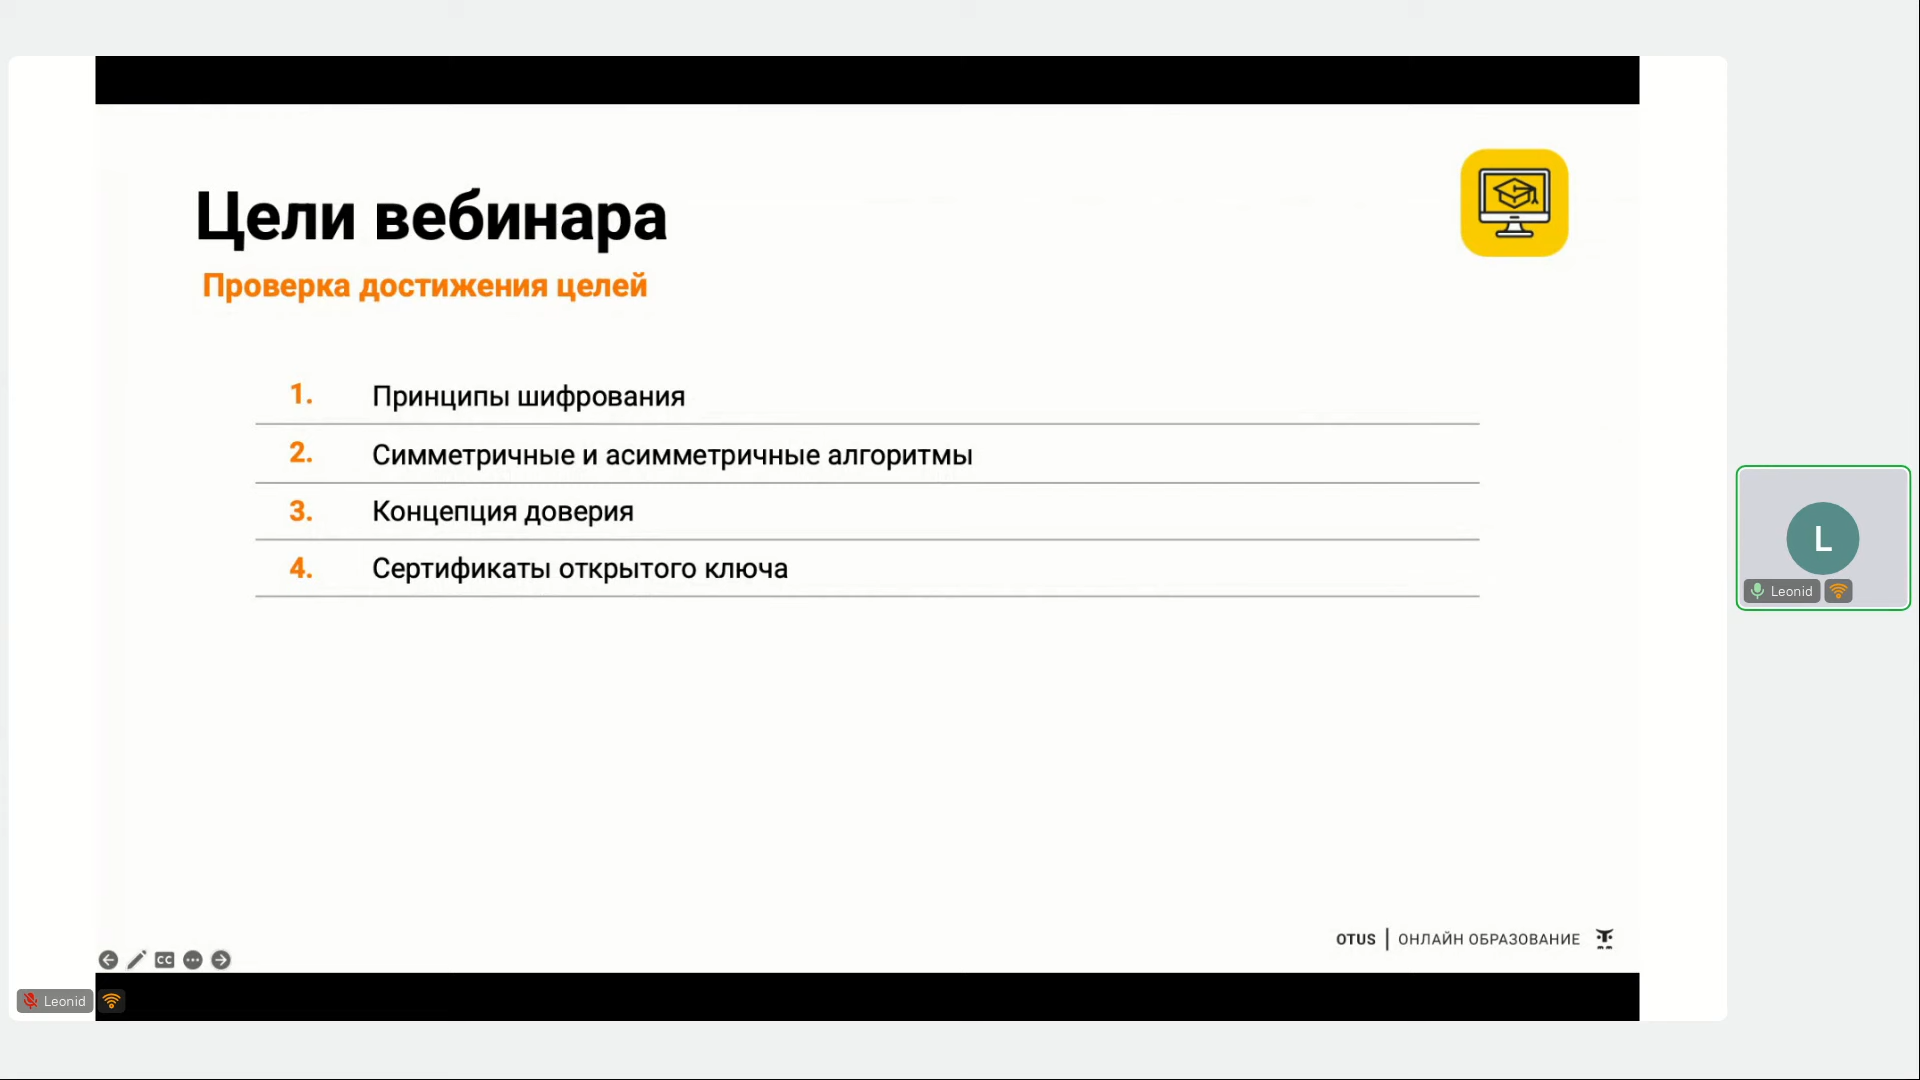 Цели вебинара
Проверка достижения целей
1. Принципы шифрования
2. Симметричные и асимметричные алгоритмы
3. Концепция доверия
4. Сертификаты открытого ключа
L
Leonid
OTUS | ОНЛАЙН ОБРАЗОВАНИЕ
CC
Leonid